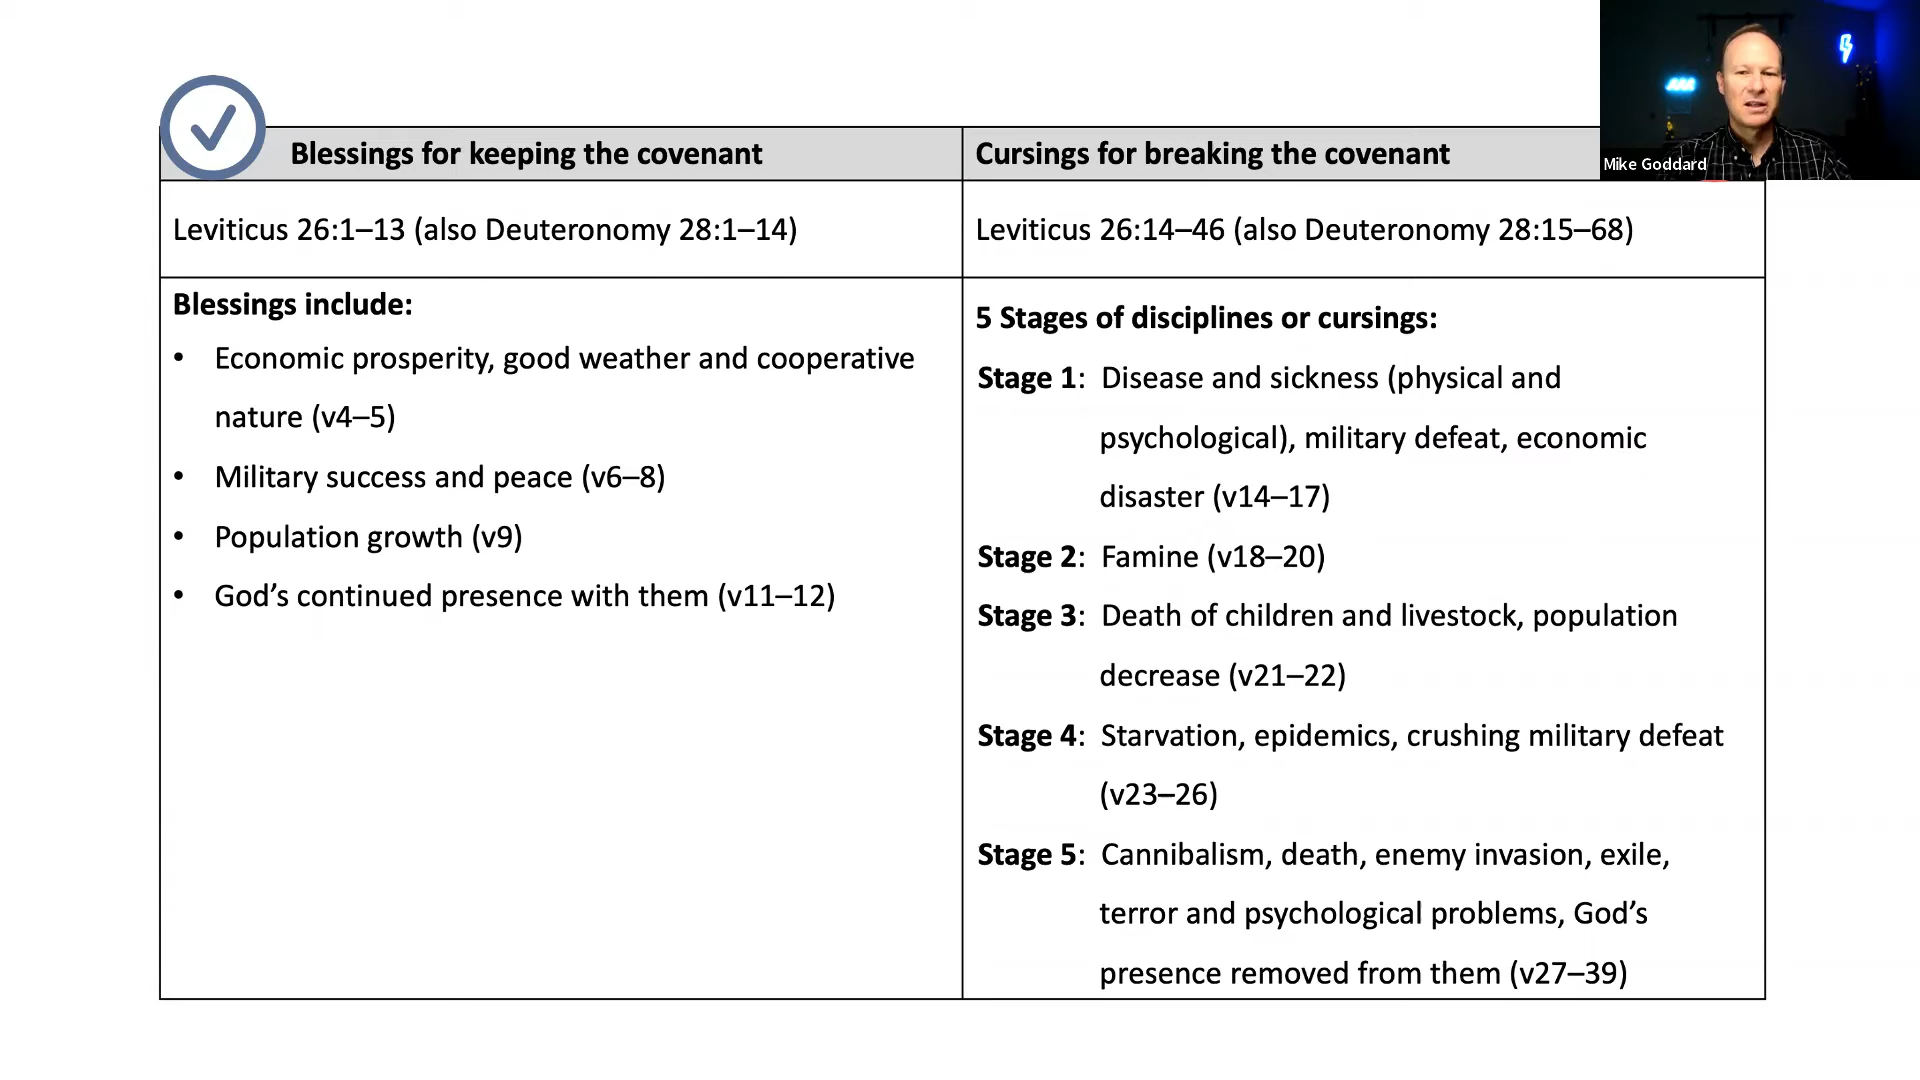 Blessings for keeping the covenant
Cursings for breaking the covenant
Mike Goddard
Leviticus 26:1–13 (also Deuteronomy 28:1–14)
Leviticus 26:14–46 (also Deuteronomy 28:15–68)
Blessings include:
• Economic prosperity, good weather and cooperative
nature (v4–5)
• Military success and peace (v6–8)
• Population growth (v9)
• God’s continued presence with them (v11–12)
5 Stages of disciplines or cursings:
Stage 1: Disease and sickness (physical and
psychological), military defeat, economic
disaster (v14–17)
Stage 2: Famine (v18–20)
Stage 3: Death of children and livestock, population
decrease (v21–22)
Stage 4: Starvation, epidemics, crushing military defeat
(v23–26)
Stage 5: Cannibalism, death, enemy invasion, exile,
terror and psychological problems, God’s
presence removed from them (v27–39)